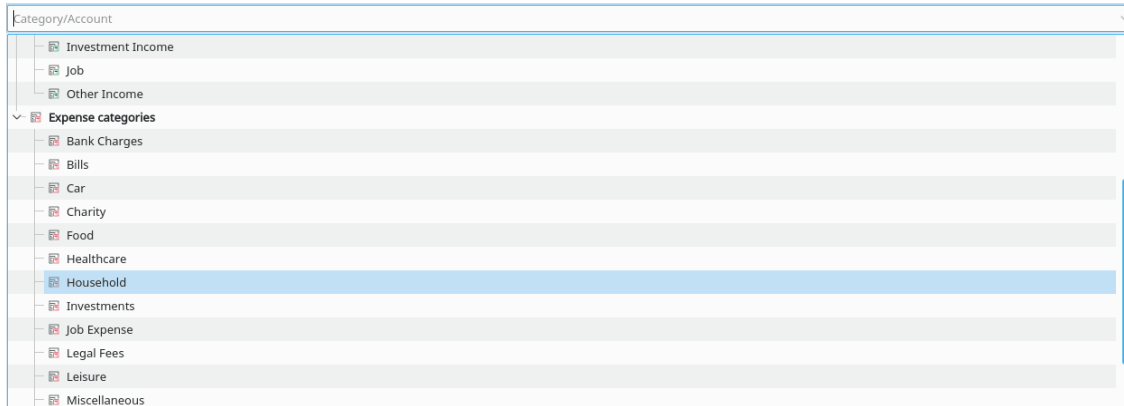 Category/Account
Investment Income
Job
Other Income
Expense categories
Bank Charges
Bills
Car
Charity
Food
Healthcare
Household
Investments
Job Expense
Legal Fees
Leisure
Miscellaneous